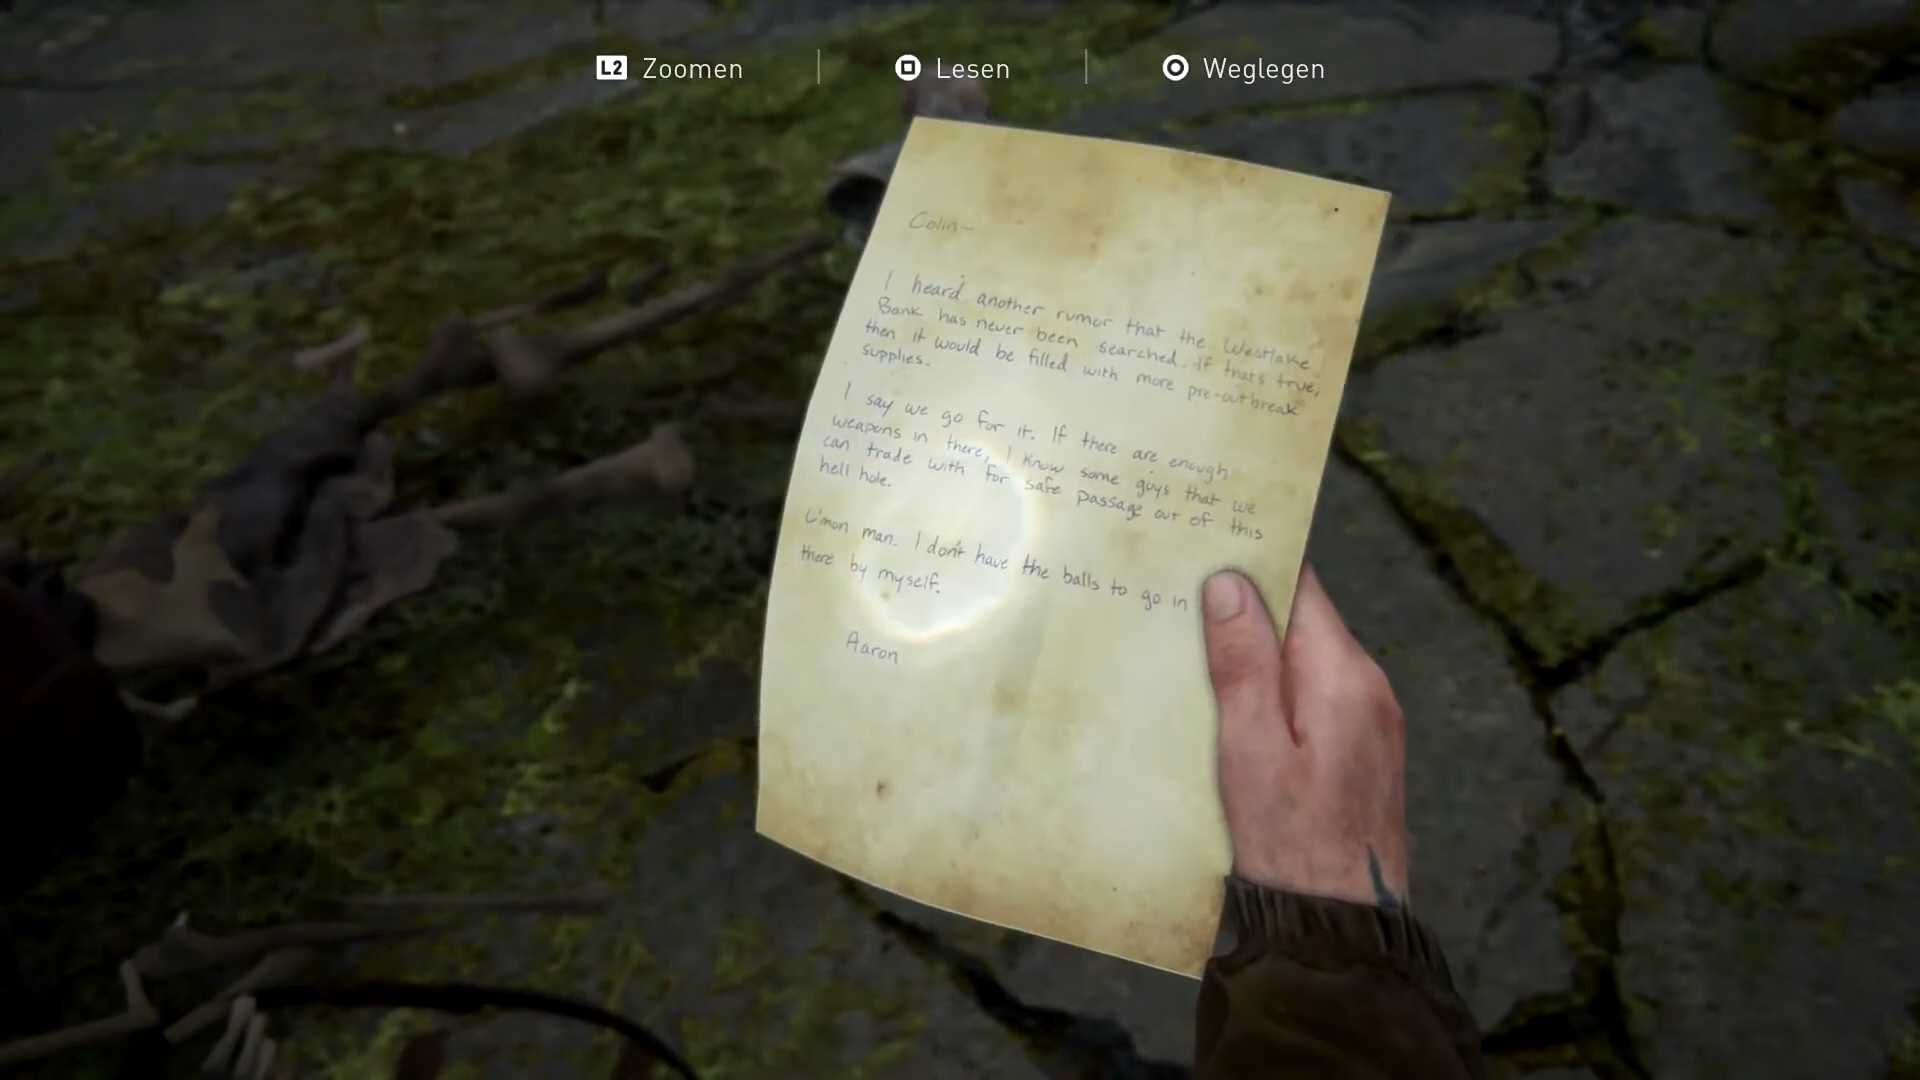 L2 Zoomen
Lesen
Weglegen
Colin-
I heard another rumor that the Westlake
Bank has never been searched. If that's true,
then it would be filled with more pre-outbreak
supplies.
I say we go for it. If there are enough
weapons in there, I know some guys that we
can trade with for safe passage out of this
hell hole.
C'mon man. I don't have the balls to go in
there by myself.
Aaron